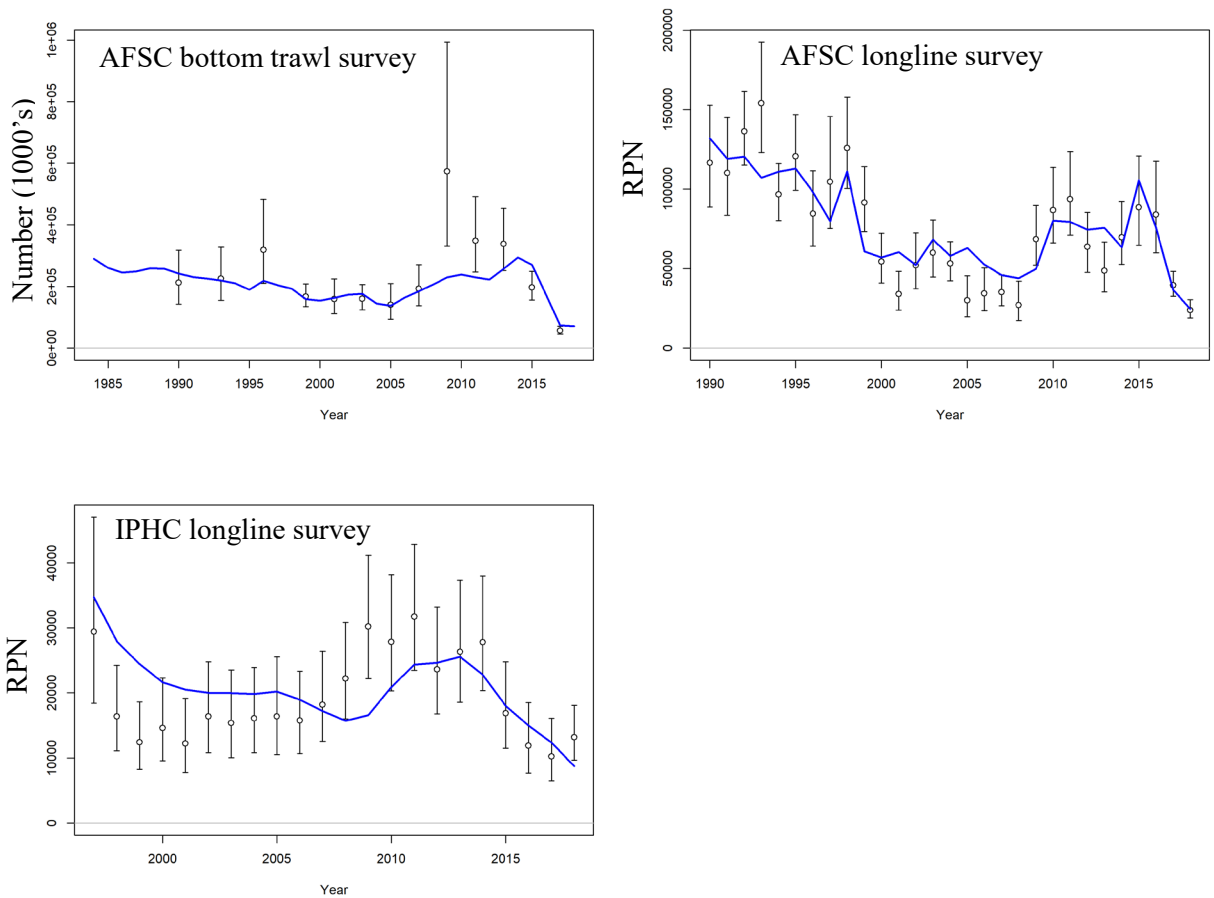 AFSC bottom trawl survey
Number (1000's)
1e+06
8e+05
6e+05
4e+05
2e+05
0e+00
1985 1990 1995 2000 2005 2010 2015
Year
AFSC longline survey
RPN
200000
150000
100000
50000
0
1990 1995 2000 2005 2010 2015
Year
IPHC longline survey
RPN
40000
30000
20000
10000
0
2000 2005 2010 2015
Year